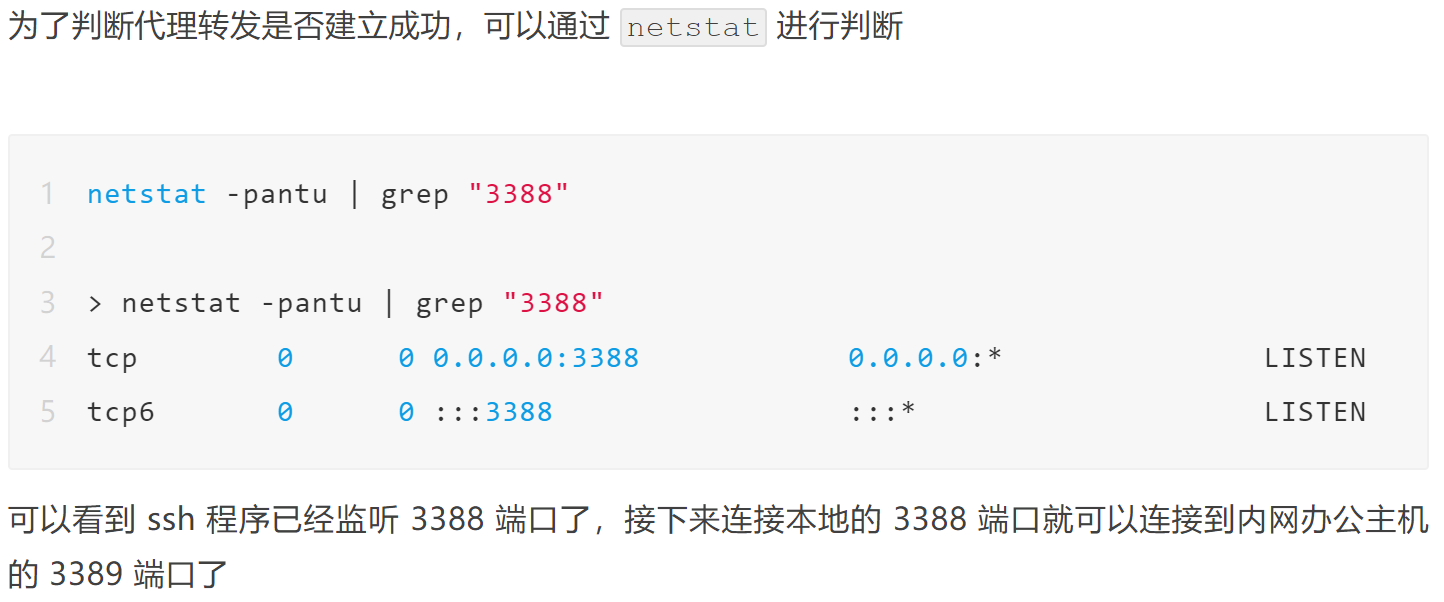 为了判断代理转发是否建立成功，可以通过 netstat 进行判断
1 netstat -pantu | grep "3388"
2
3 > netstat -pantu | grep "3388"
4 tcp        0      0 0.0.0.0:3388            0.0.0.0:*               LISTEN
5 tcp6       0      0 :::3388                 :::*                    LISTEN
可以看到 ssh 程序已经监听 3388 端口了，接下来连接本地的 3388 端口就可以连接到内网办公主机
的 3389 端口了